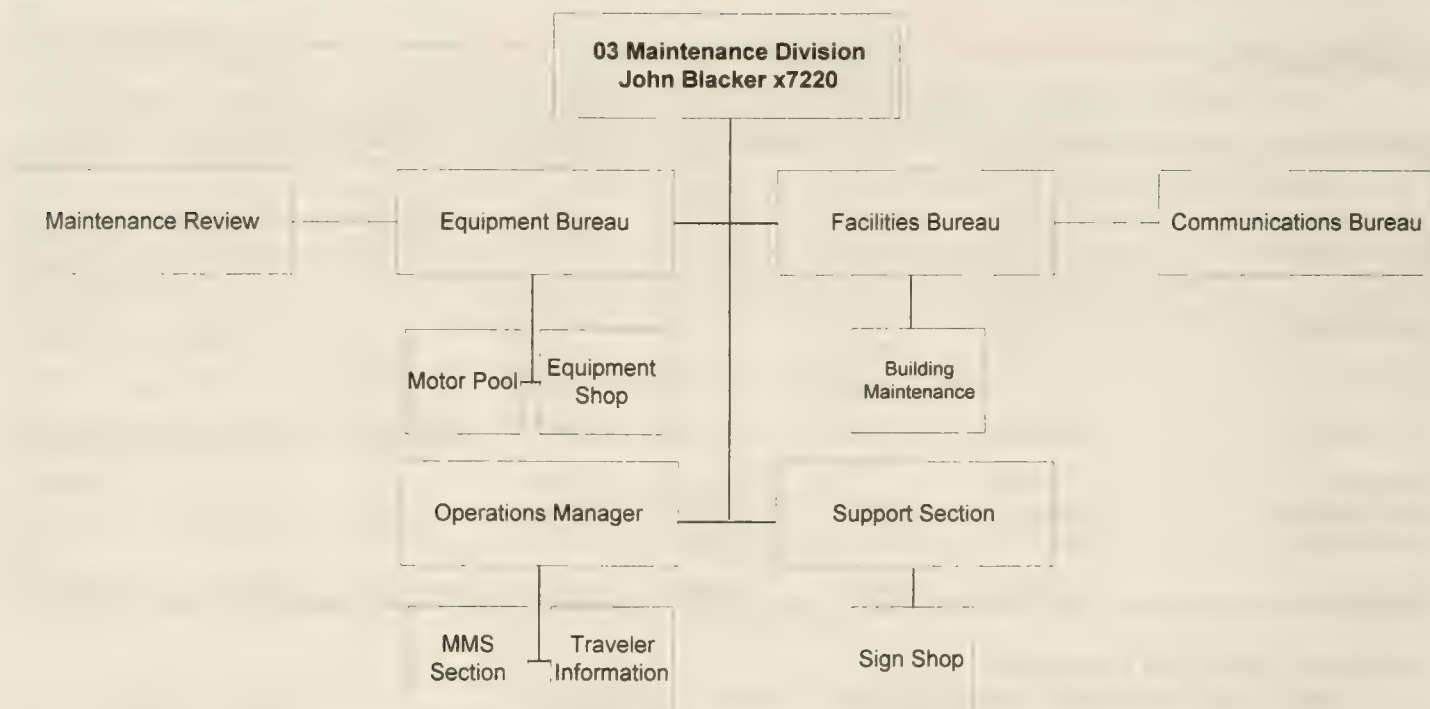 03 Maintenance Division
John Blacker x7220
Maintenance Review
Equipment Bureau
Facilities Bureau
Communications Bureau
Motor Pool
Equipment
Shop
Building
Maintenance
Operations Manager
Support Section
MMS
Section
Traveler
Information
Sign Shop